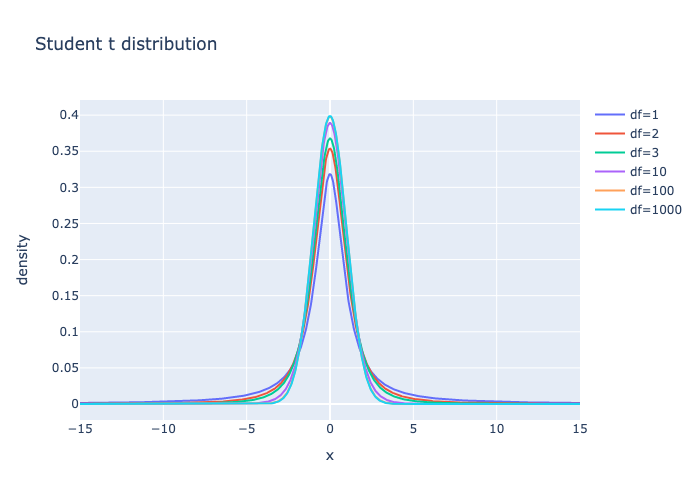 Student t distribution
0.4
0.35
0.3
0.25
0.2
0.15
0.1
0.05
0
density
−15
−10
−5
0
5
10
15
x
df=1
df=2
df=3
df=10
df=100
df=1000